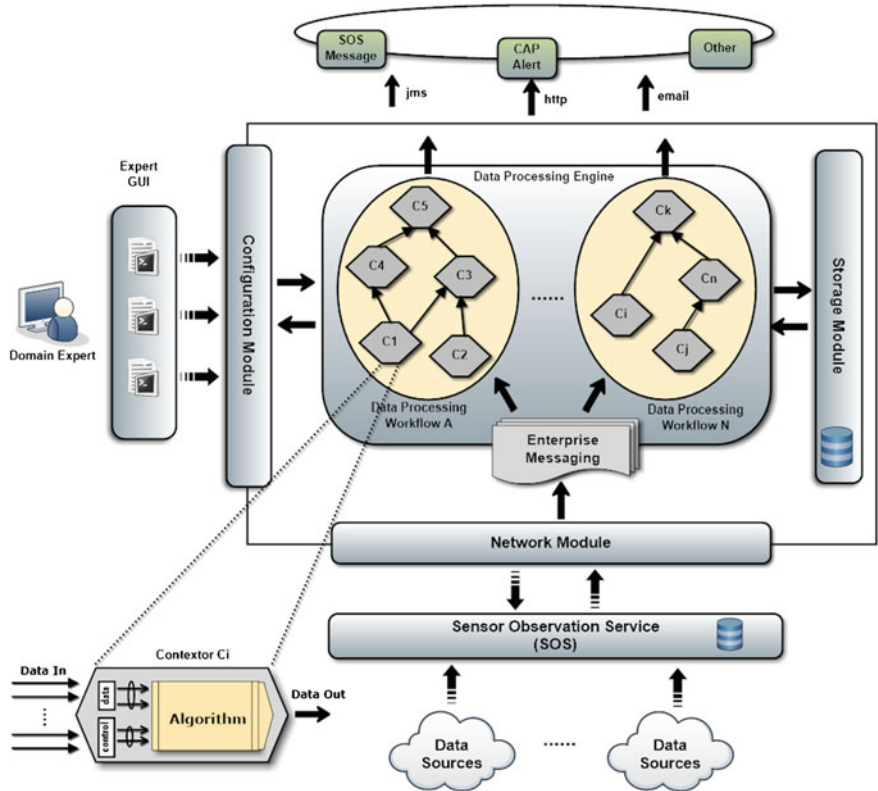 SOS
Message
CAP
Alert
Other
jms
http
email
Expert
GUI
Domain Expert
Configuration Module
Data Processing Engine
C5
C4
C3
C1
C2
Data Processing
Workflow A
......
Ck
Cn
Ci
Cj
Data Processing
Workflow N
Storage Module
Enterprise
Messaging
Network Module
Sensor Observation Service
(SOS)
Contextor Ci
Data In
data
control
Algorithm
Data Out
Data
Sources
......
Data
Sources